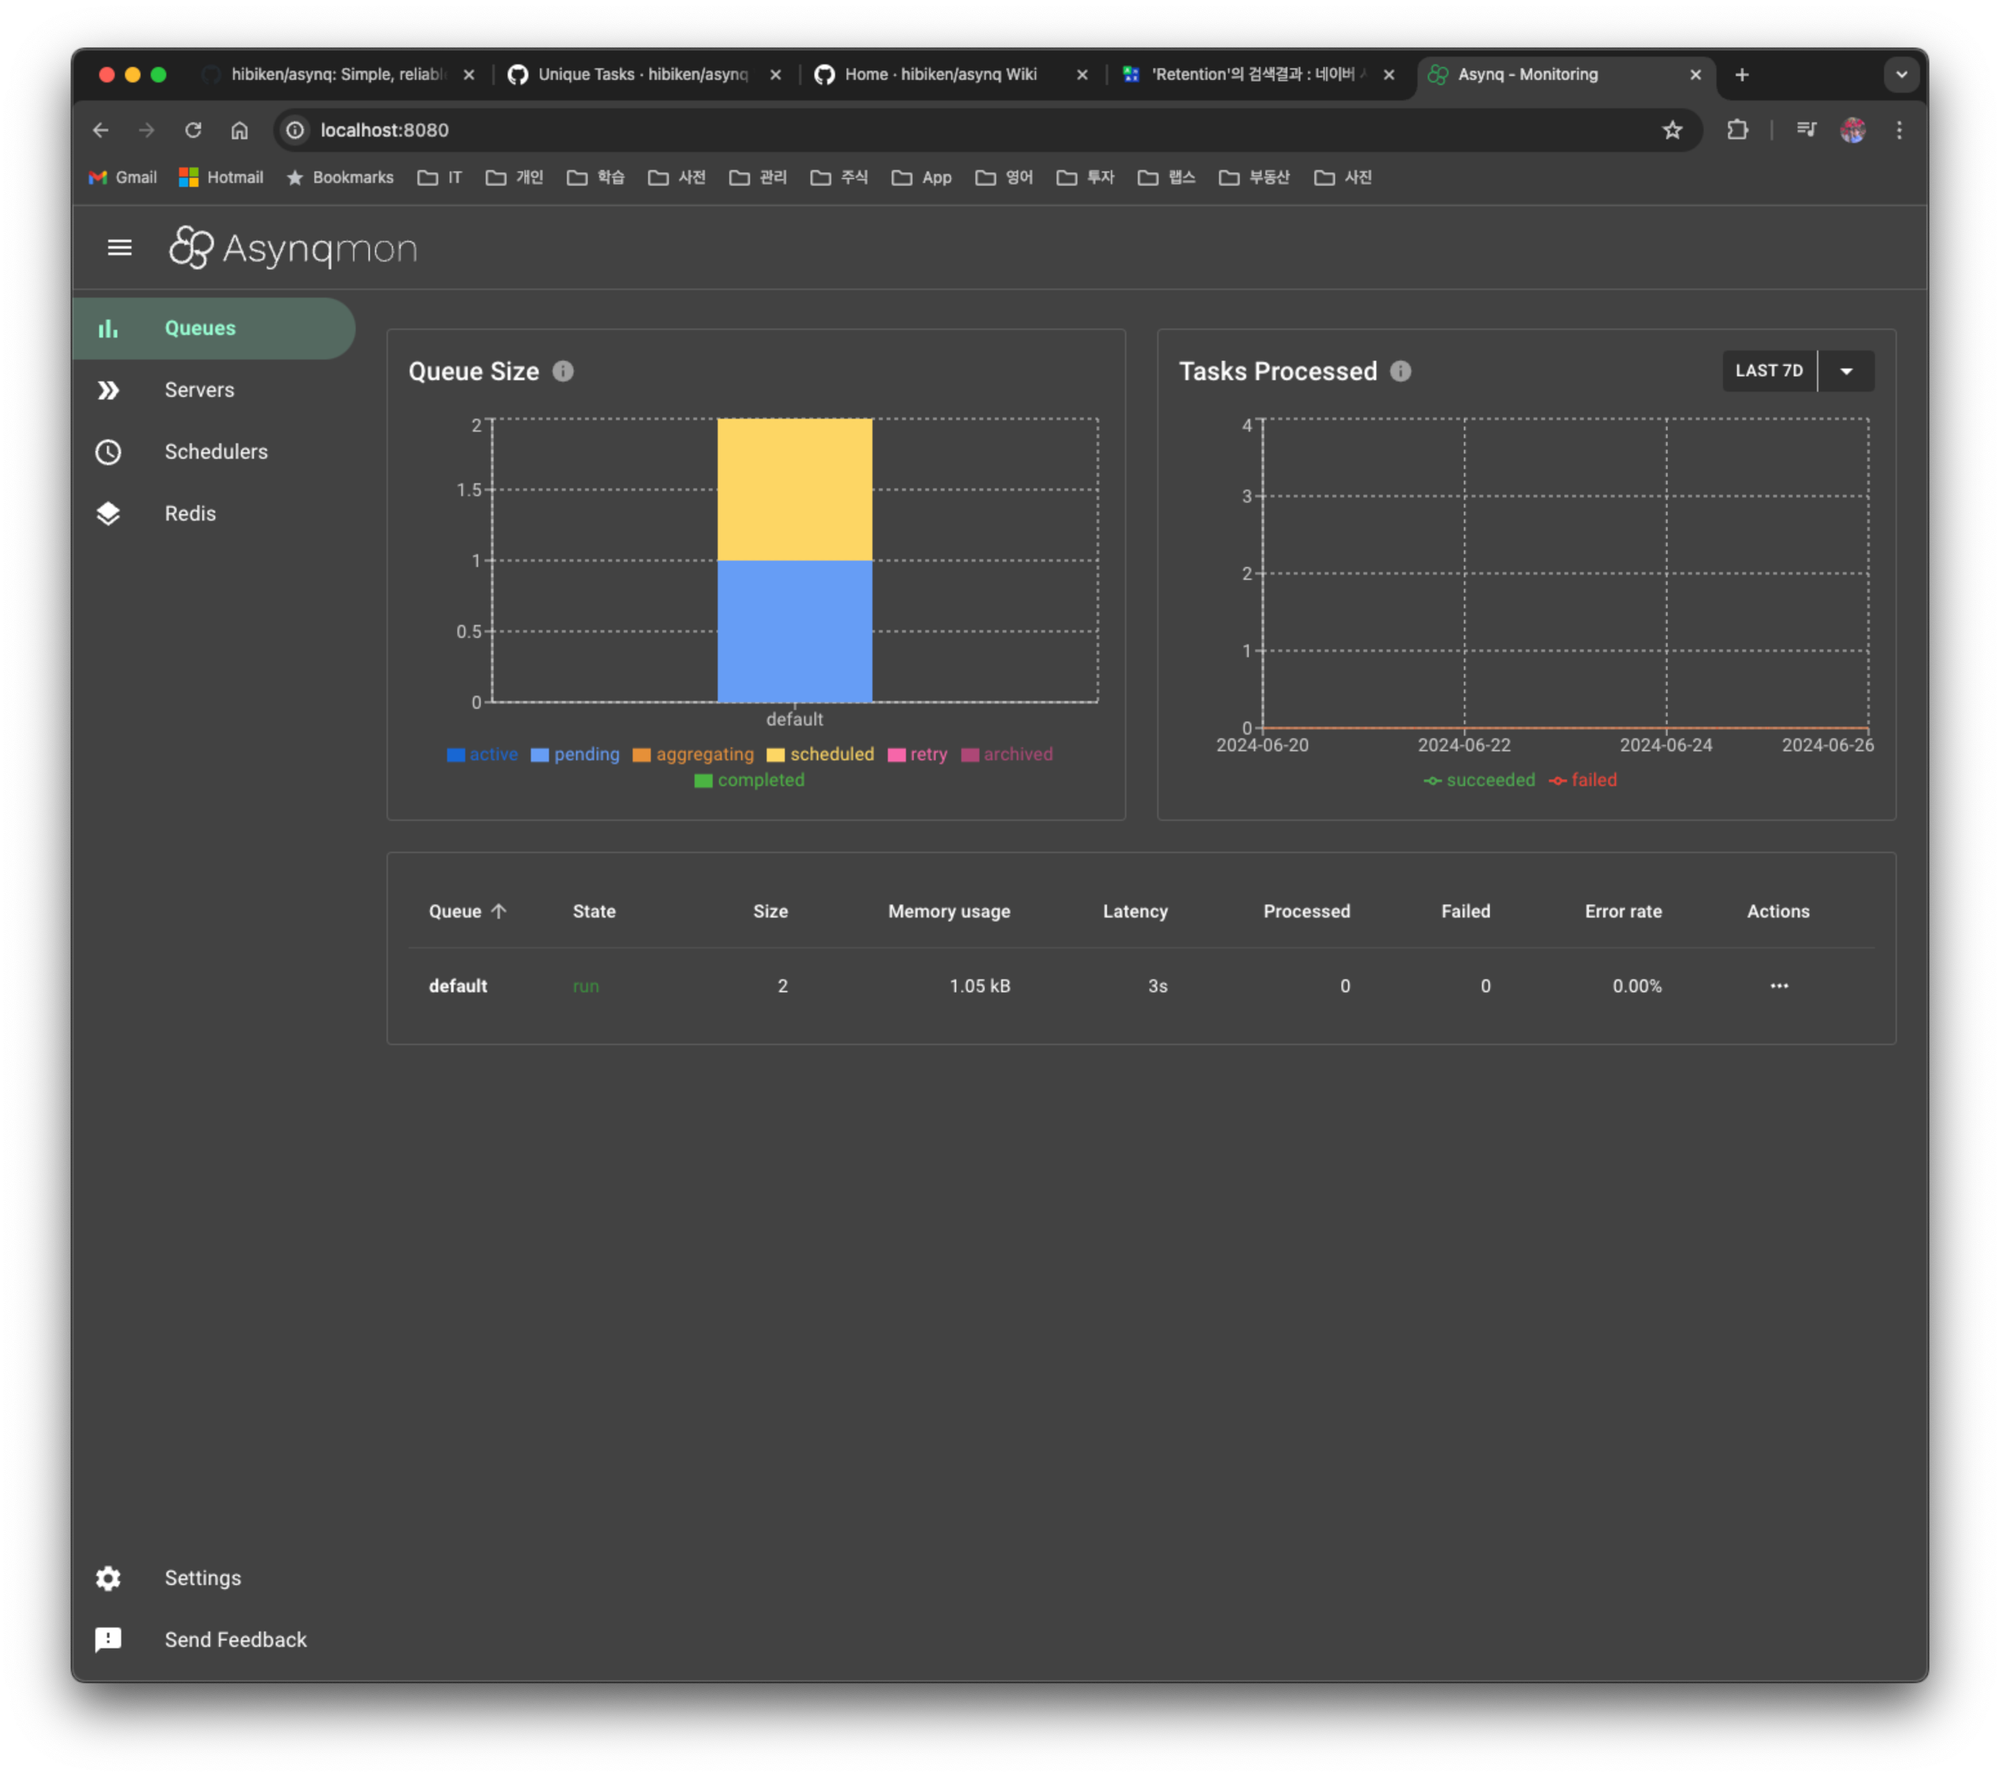 hibiken/asynq: Simple, reliabl
Unique Tasks · hibiken/asynq
Home · hibiken/asynq Wiki
'Retention'의 검색결과 : 네이버
Asynq - Monitoring
localhost:8080
Gmail
Hotmail
Bookmarks
IT
개인
학습
사전
관리
주식
App
영어
투자
랩스
부동산
사진
Asynqmon
Queues
Servers
Schedulers
Redis
Settings
Send Feedback
Queue Size
2
1.5
1
0.5
0
default
active pending aggregating scheduled retry archived
completed
Tasks Processed
LAST 7D
4
3
2
1
0
2024-06-20 2024-06-22 2024-06-24 2024-06-26
succeeded failed
Queue State Size Memory usage Latency Processed Failed Error rate Actions
default run 2 1.05 kB 3s 0 0 0.00% ...